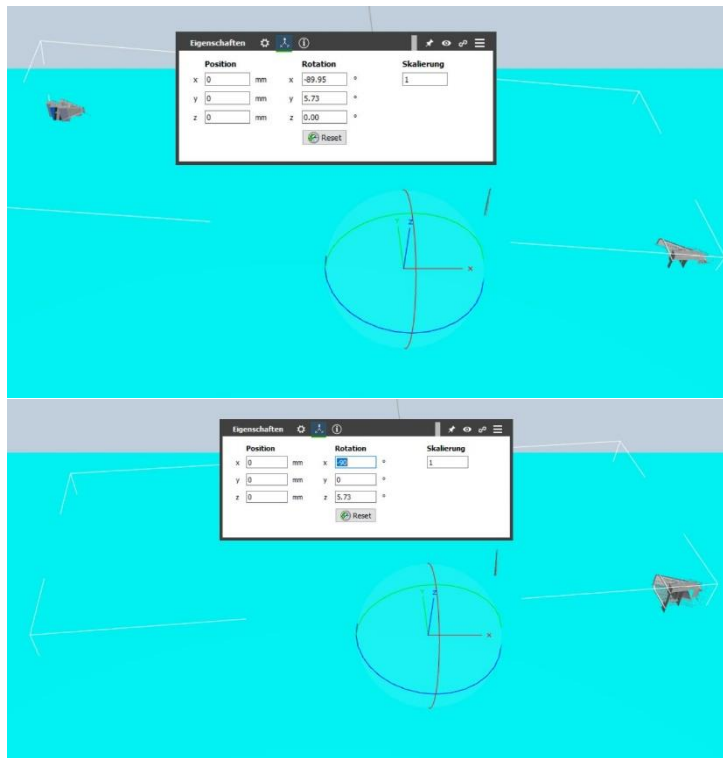 Eigenschaften
Position Rotation Skalierung
x 0 mm x -89.95 ° 1
y 0 mm y 5.73 °
z 0 mm z 0.00 °
Reset
Y Z
X
Eigenschaften
Position Rotation Skalierung
x 0 mm x -90 ° 1
y 0 mm y 0 °
z 0 mm z 5.73 °
Reset
Y Z
X